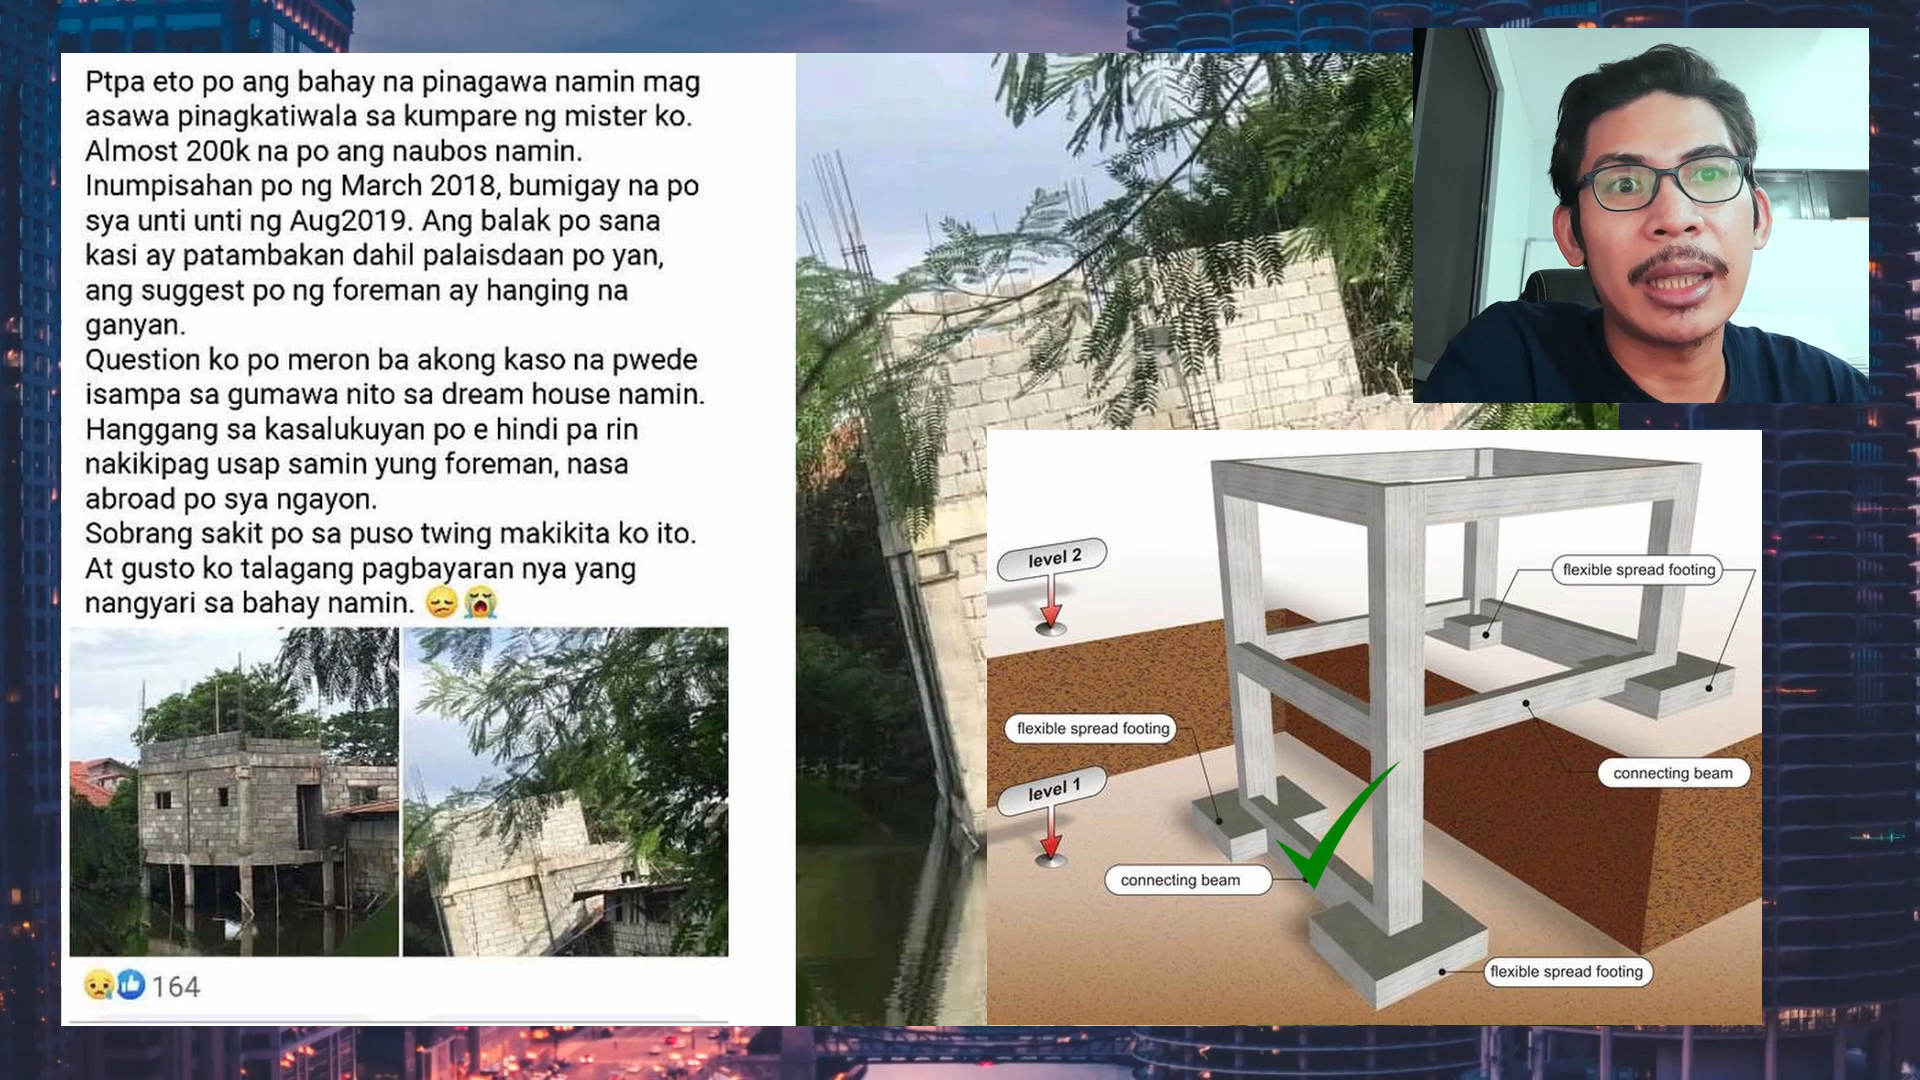 Ptpa eto po ang bahay na pinagawa namin mag
asawa pinagkatiwala sa kumpare ng mister ko.
Almost 200k na po ang naubos namin.
Inumpisahan po ng March 2018, bumigay na po
sya unti unti ng Aug2019. Ang balak po sana
kasi ay patambakan dahil palaisdaan po yan,
ang suggest po ng foreman ay hanging na
ganyan.
Question ko po meron ba akong kaso na pwede
isampa sa gumawa nito sa dream house namin.
Hanggang sa kasalukuyan po e hindi pa rin
nakikipag usap samin yung foreman, nasa
abroad po sya ngayon.
Sobrang sakit po sa puso twing makikita ko ito.
At gusto ko talagang pagbayaran nya yang
nangyari sa bahay namin. 😞😭
164
level 2
flexible spread footing
flexible spread footing
connecting beam
level 1
connecting beam
flexible spread footing